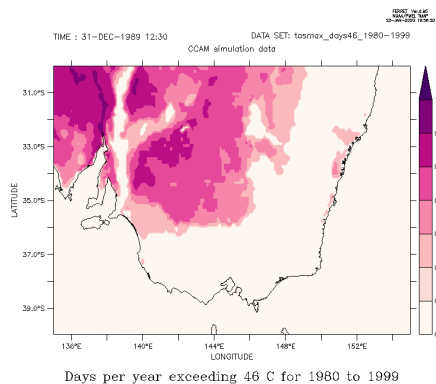 FERRET Ver.6.95
NOAA/PMEL TMAP
TIME : 31-DEC-1989 12:30
DATA SET: tasmax_days46_1980-1999
CCAM simulation data
31.0°S
33.0°S
35.0°S
37.0°S
39.0°S
LATITUDE
136°E
140°E
144°E
148°E
152°E
LONGITUDE
Days per year exceeding 46 C for 1980 to 1999